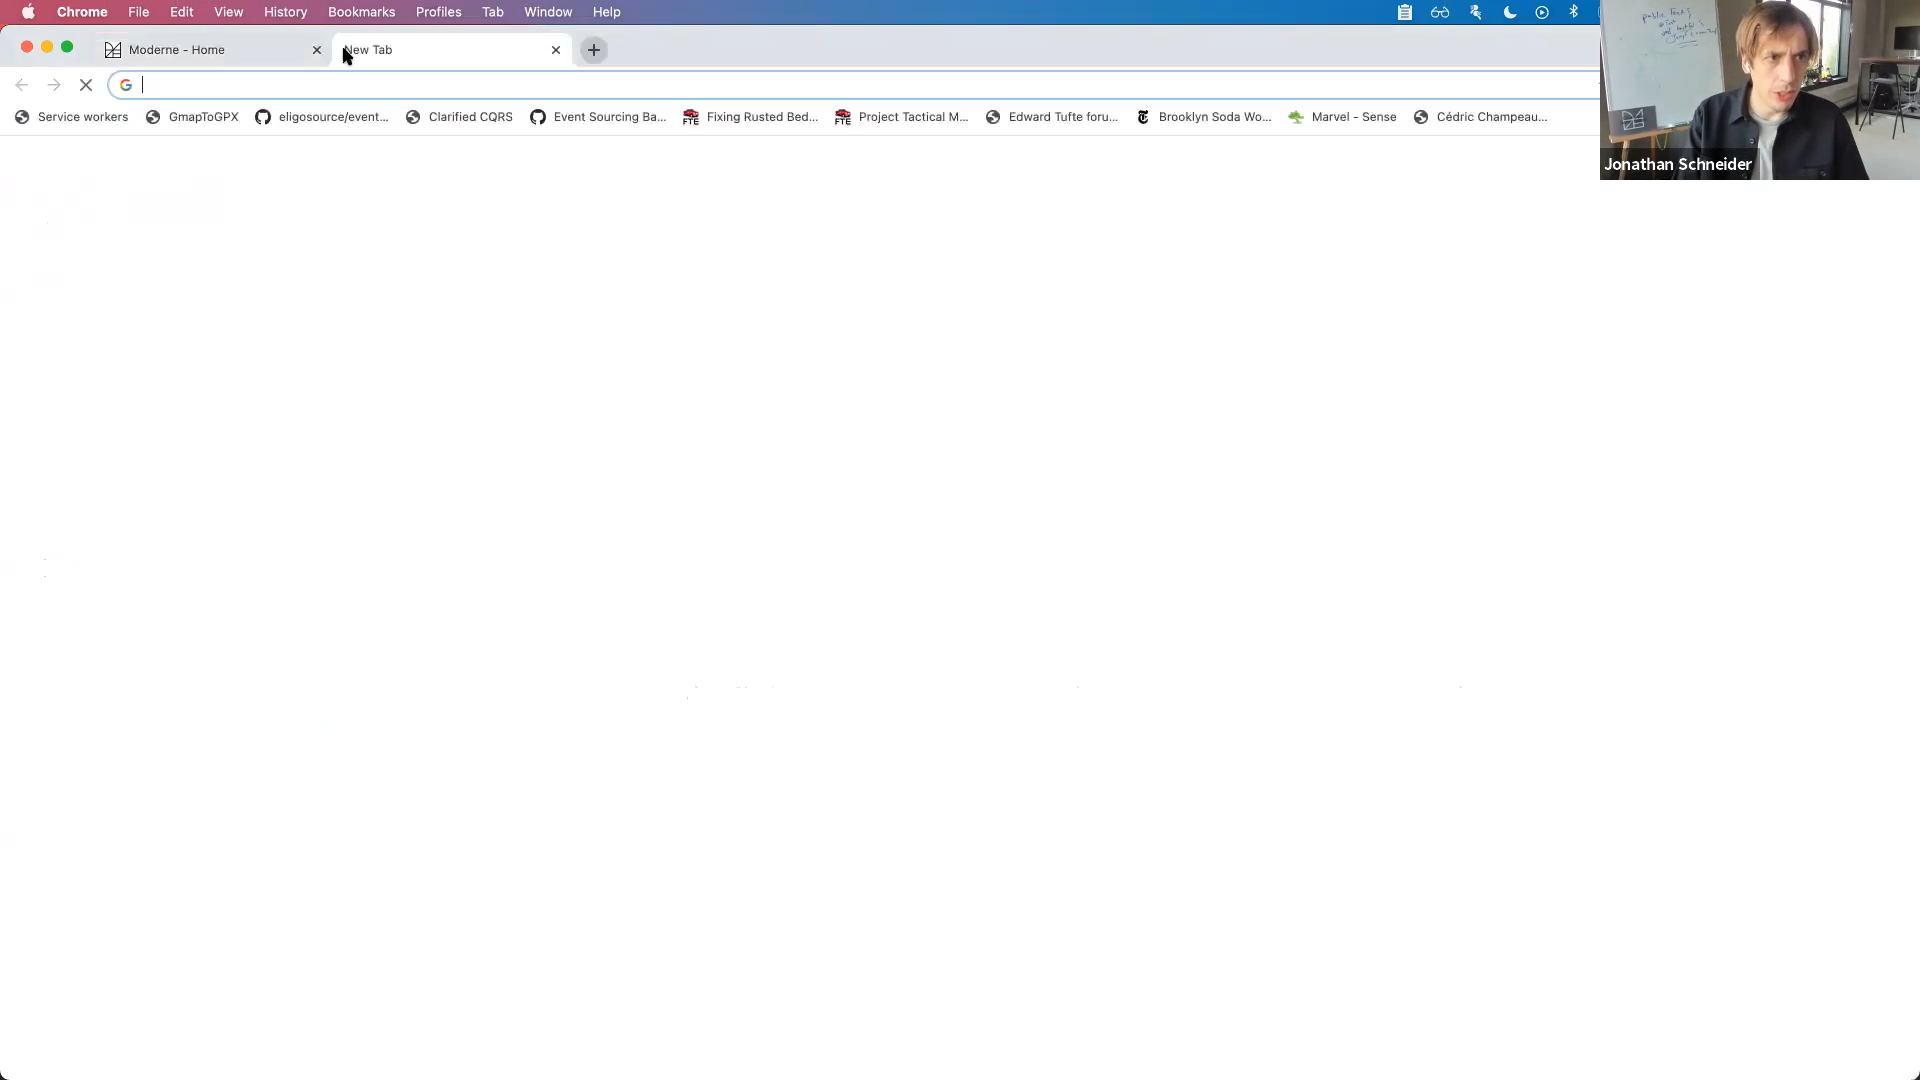 Chrome File Edit View History Bookmarks Profiles Tab Window Help
Moderne - Home New Tab
Service workers GmapToGPX eligosource/event... Clarified CQRS Event Sourcing Ba... Fixing Rusted Bed... Project Tactical M... Edward Tufte foru... Brooklyn Soda Wo... Marvel - Sense Cédric Champeau...
Jonathan Schneider